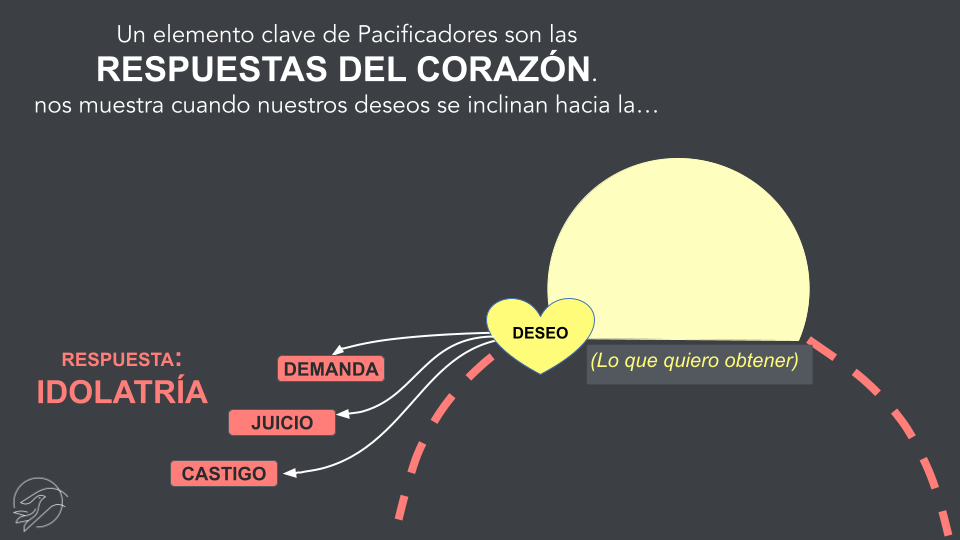 Un elemento clave de Pacificadores son las
RESPUESTAS DEL CORAZÓN.
nos muestra cuando nuestros deseos se inclinan hacia la…
DESEO
(Lo que quiero obtener)
RESPUESTA:
IDOLATRÍA
DEMANDA
JUICIO
CASTIGO